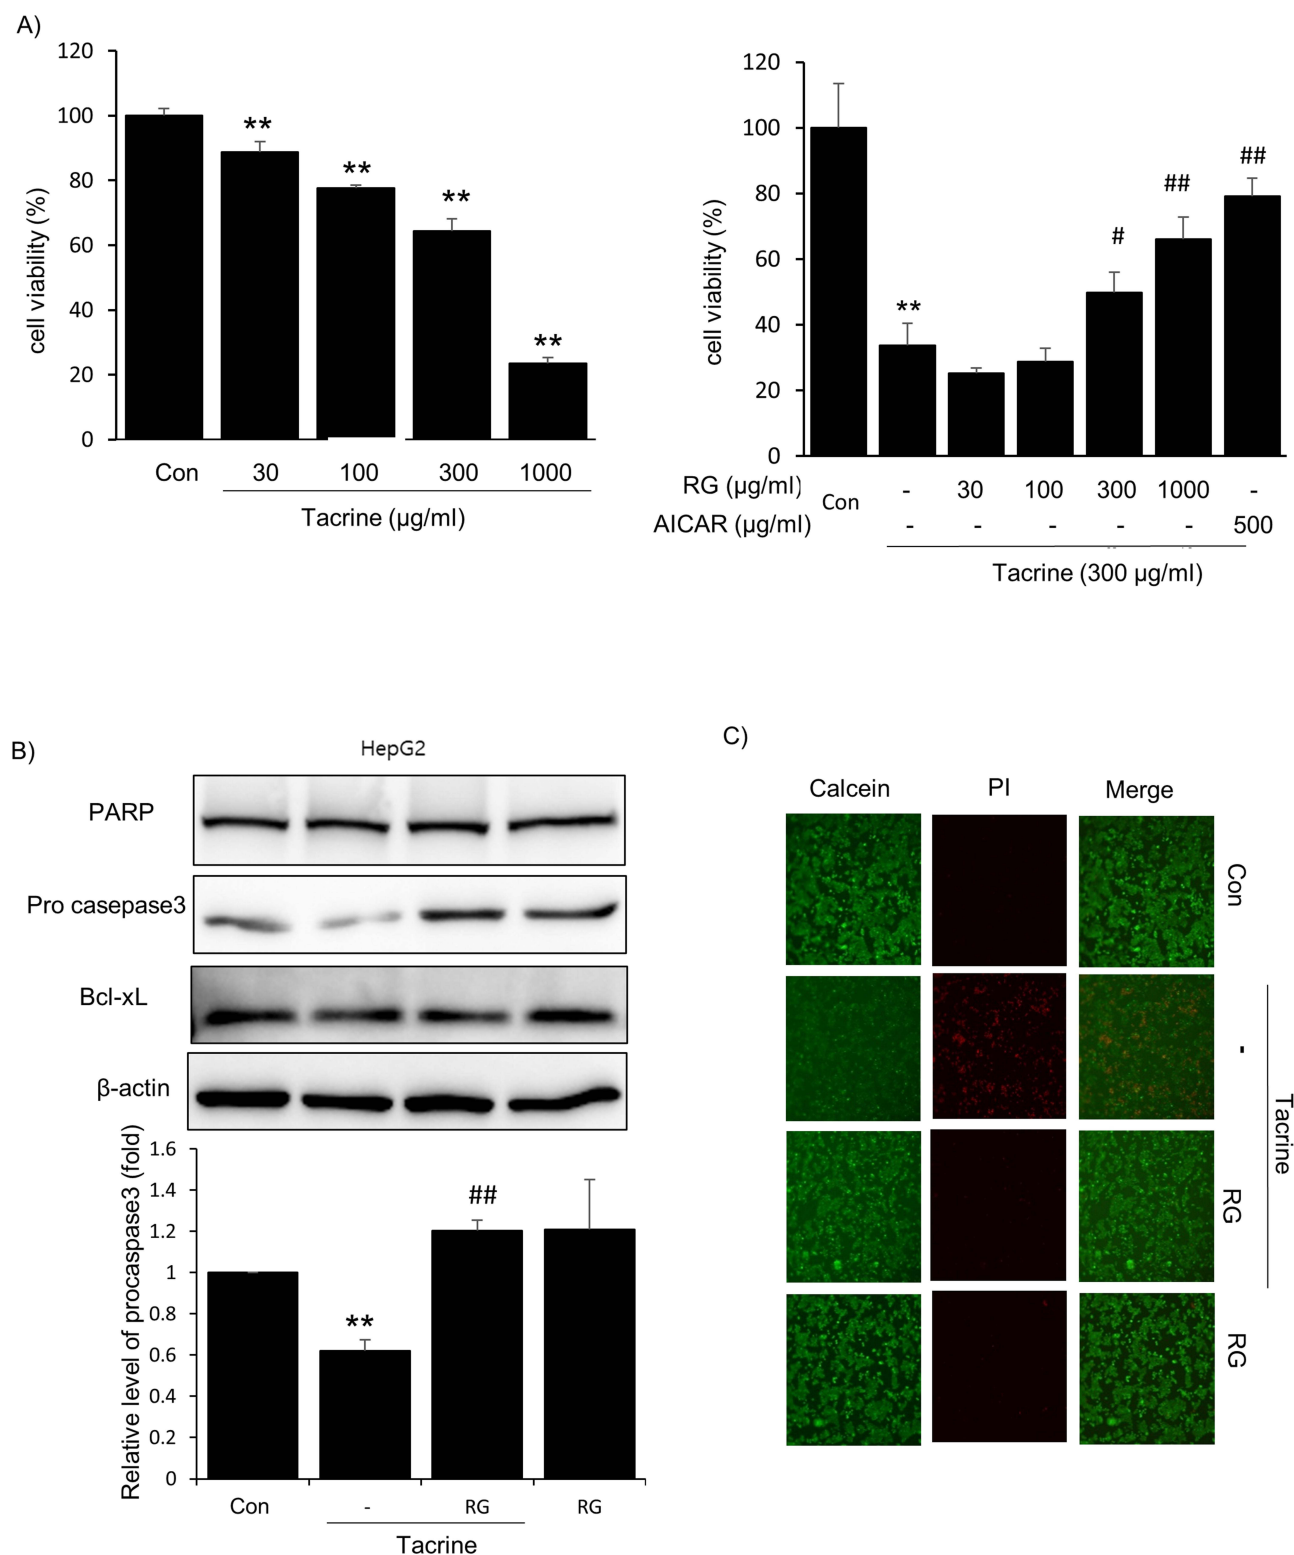 A)
120
100
80
60
40
20
0
cell viability (%)
**
**
**
**
Con 30 100 300 1000
Tacrine (μg/ml)
120
100
80
60
40
20
0
cell viability (%)
**
#
##
##
RG (μg/ml) - 30 100 300 1000 -
Con
AICAR (μg/ml) - - - - - 500
Tacrine (300 μg/ml)
B)
HepG2
PARP
Pro casepase3
Bcl-xL
β-actin
1.6
1.4
1.2
1
0.8
0.6
0.4
0.2
0
Relative level of procaspase3 (fold)
**
##
Con - RG RG
Tacrine
C)
Calcein PI Merge
Con
-
RG
Tacrine
RG